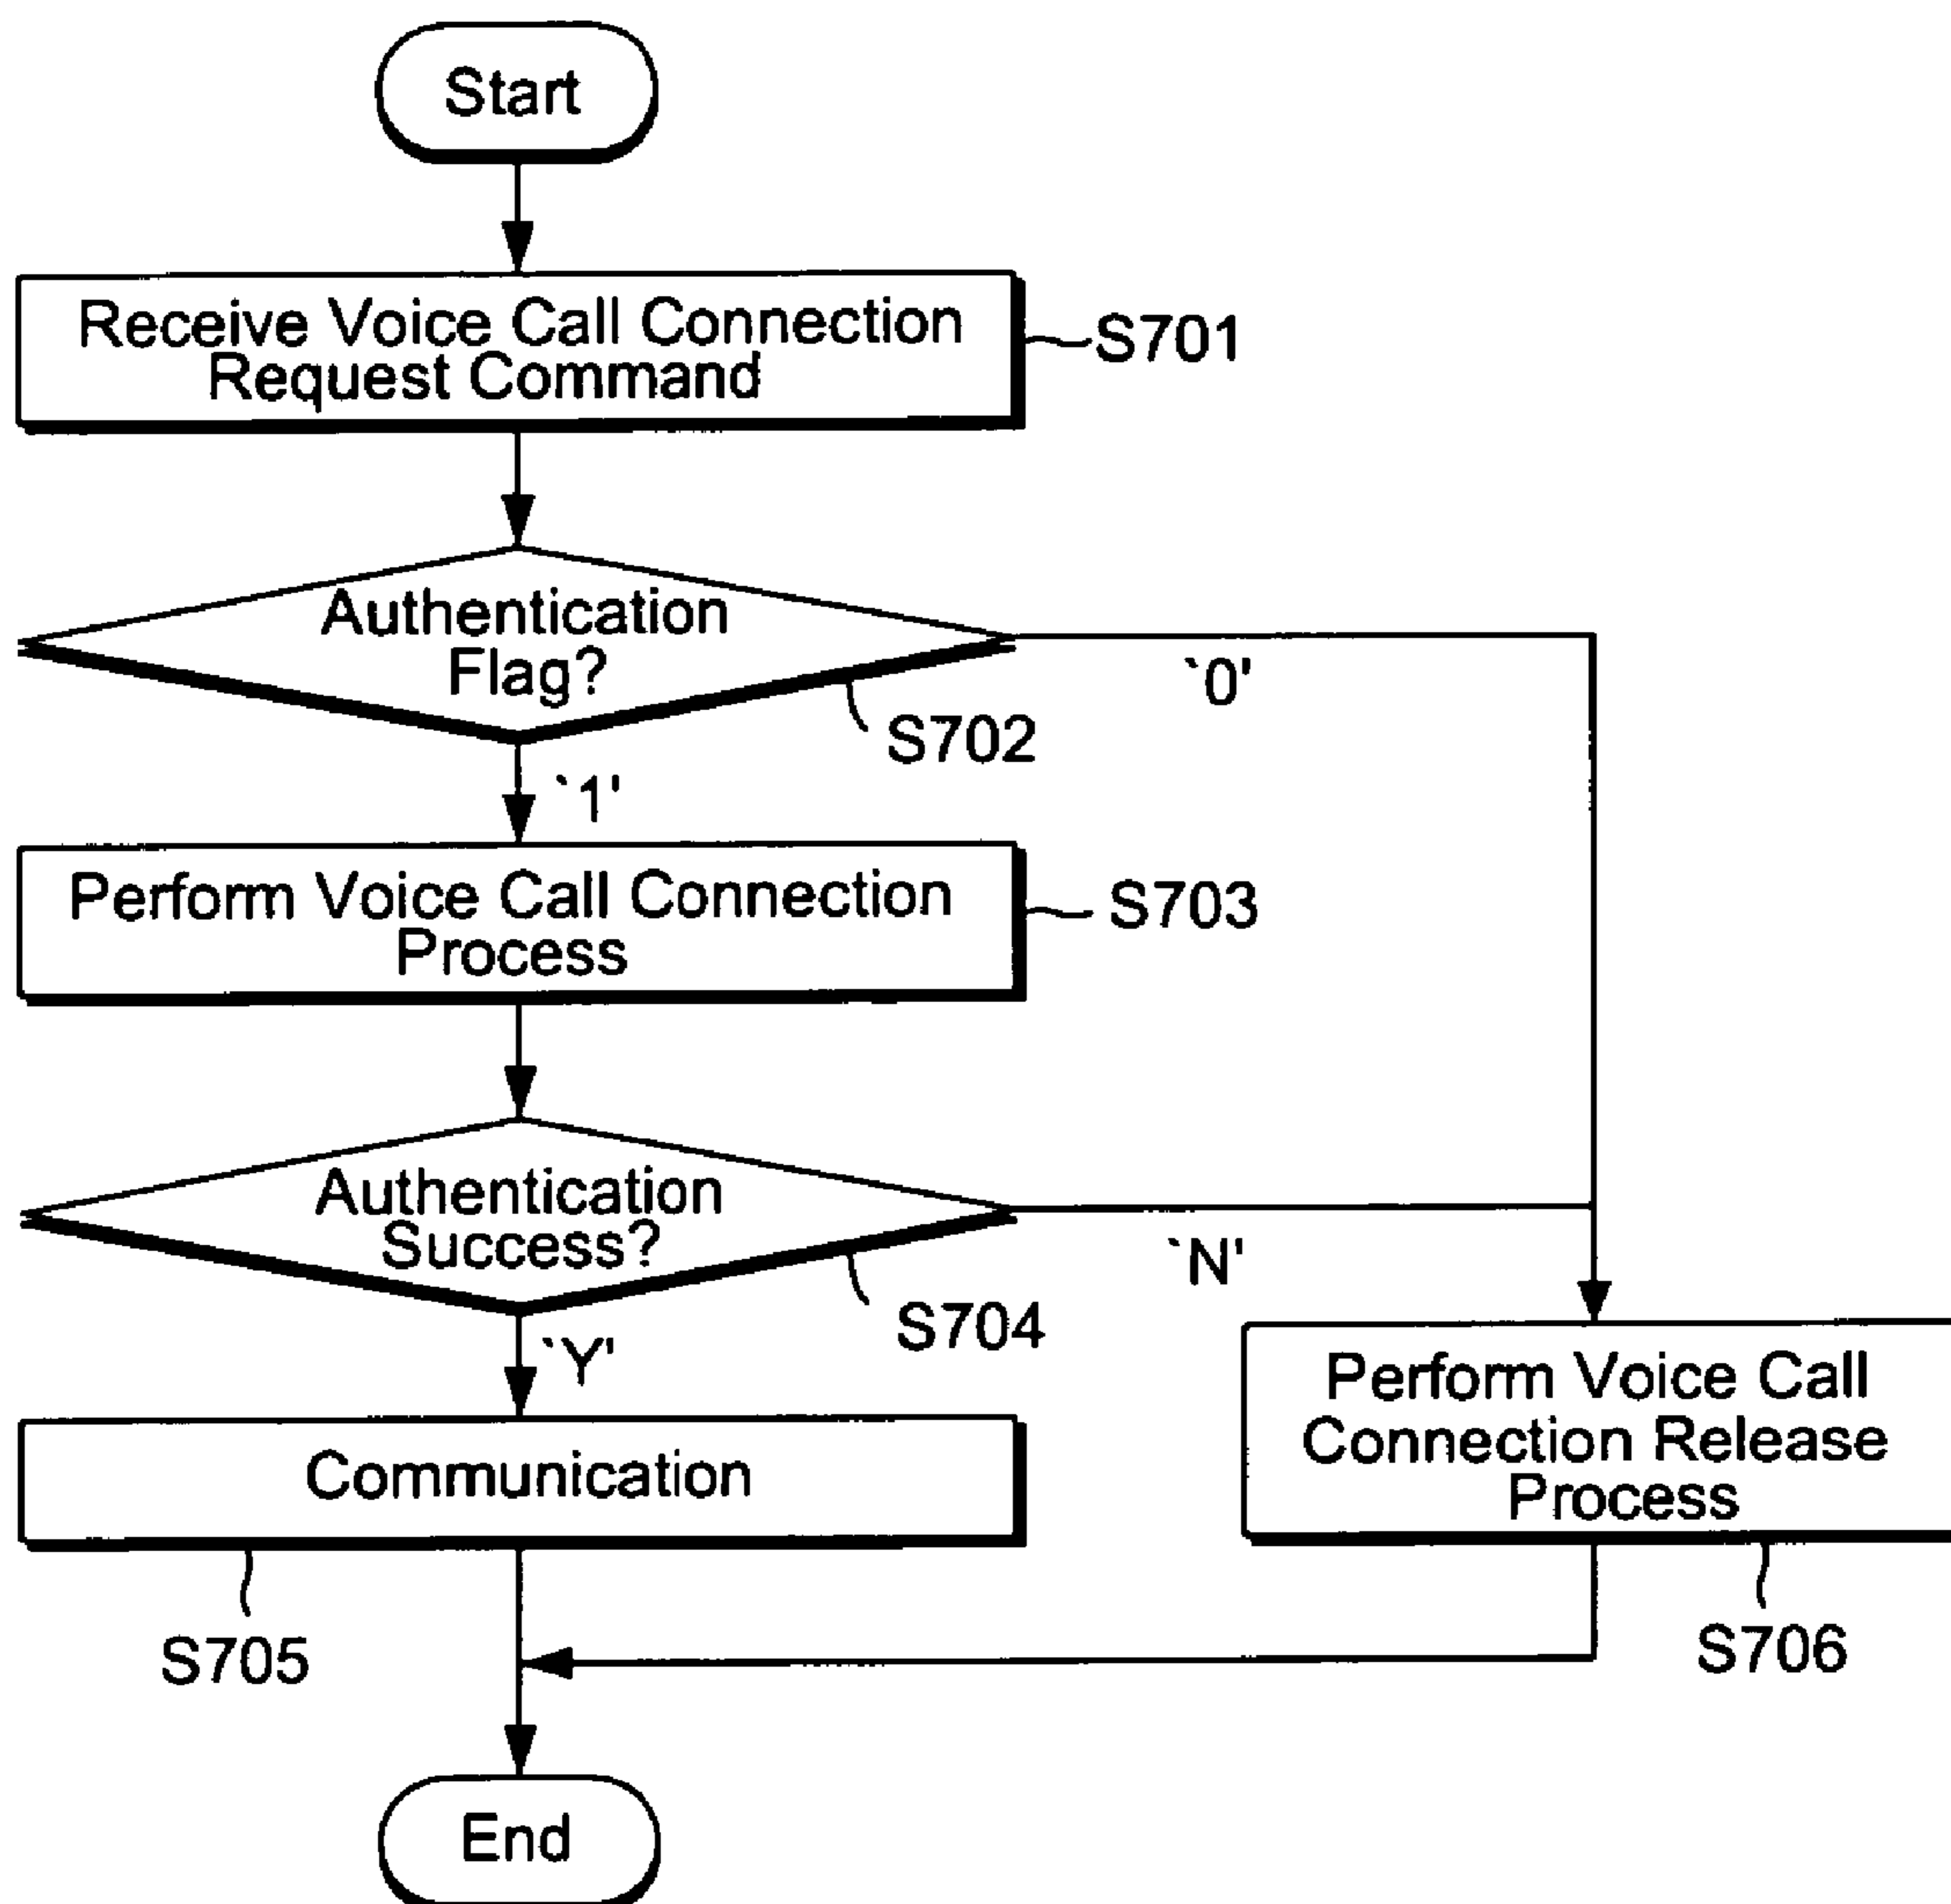 Start
Receive Voice Call Connection
Request Command
S701
Authentication
Flag?
`0'
S702
`1'
Perform Voice Call Connection
Process
S703
Authentication
Success?
`N'
S704
`Y'
Communication
Perform Voice Call
Connection Release
Process
S705
S706
End